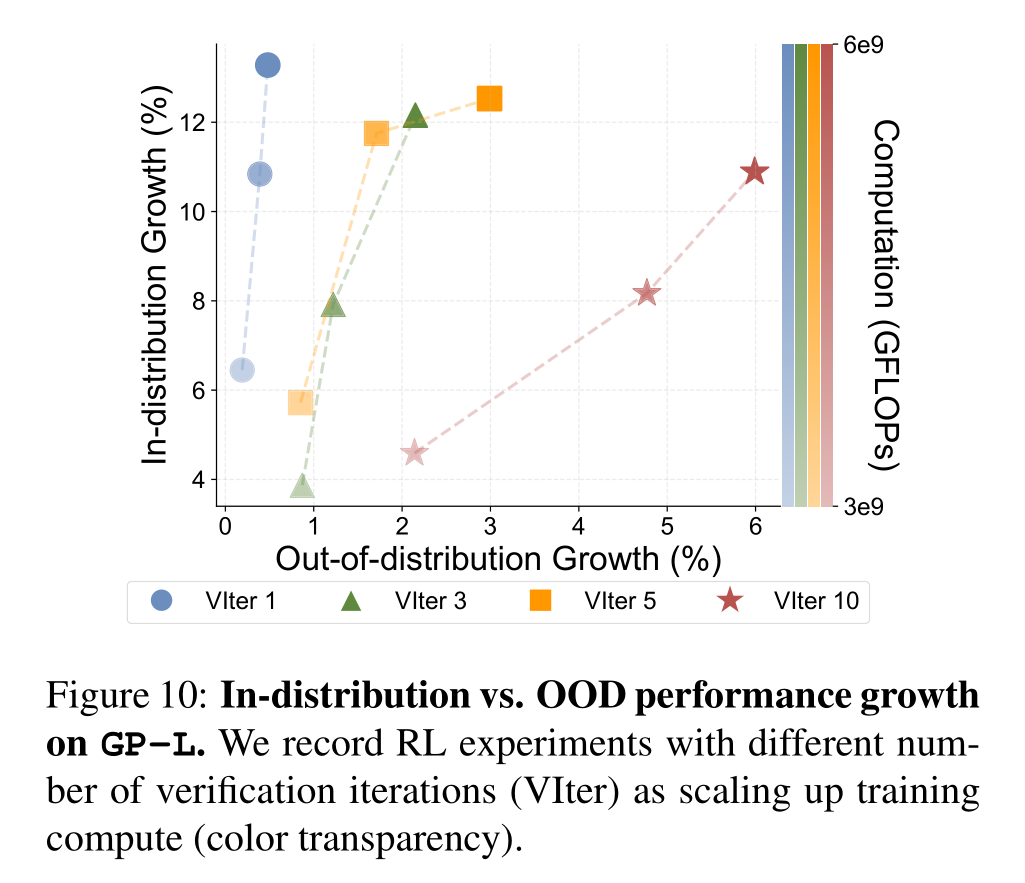 6e9
12
10
8
6
4
In-distribution Growth (%)
Computation (GFLOPs)
3e9
0 1 2 3 4 5 6
Out-of-distribution Growth (%)
VIter 1 VIter 3 VIter 5 VIter 10
Figure 10: In-distribution vs. OOD performance growth
on GP-L. We record RL experiments with different num-
ber of verification iterations (VIter) as scaling up training
compute (color transparency).